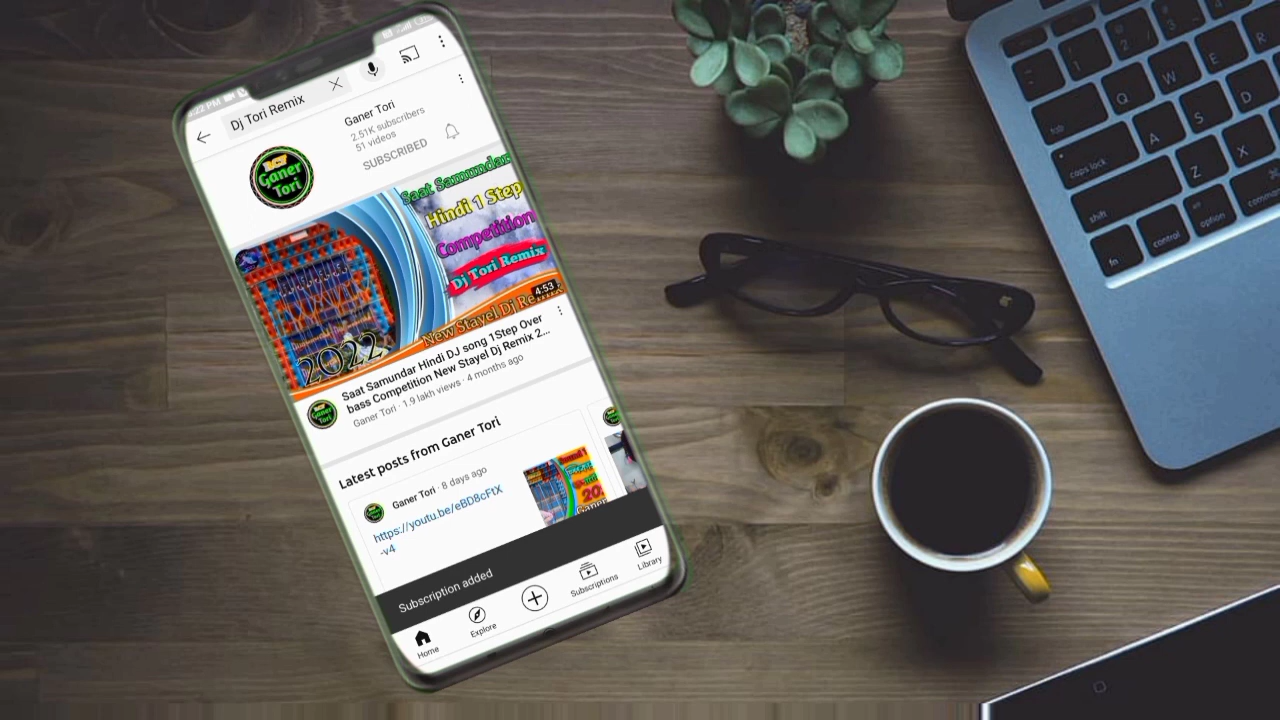 :22 PM
Dj Tori Remix
Ganer Tori
2.51K subscribers
51 videos
SUBSCRIBED
RCY
Ganer
Tori
Saat Samundar
Hindi 1 Step
Competition
Dj Tori Remix
New Stayel Dj Remix
4:53
2022
Saat Samundar Hindi DJ song 1Step Over
bass Competition New Stayel Dj Remix 2...
Ganer Tori · 1.9 lakh views · 4 months ago
Latest posts from Ganer Tori
Ganer Tori · 8 days ago
https://youtu.be/eBD8cFtX
-v4
Subscription added
Home
Explore
Subscriptions
Library
Q
W
E
R
tab
A
S
D
caps lock
Z
X
shift
fn
control
option